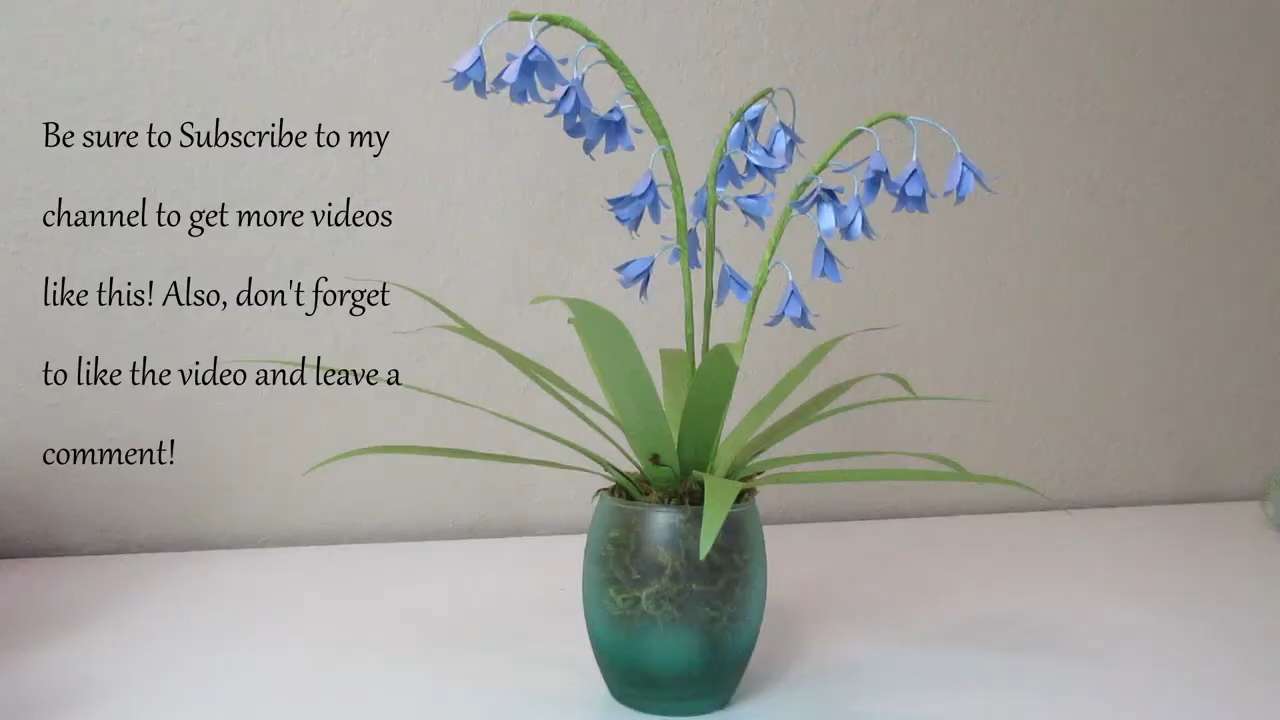 Be sure to Subscribe to my
channel to get more videos
like this! Also, don't forget
to like the video and leave a
comment!